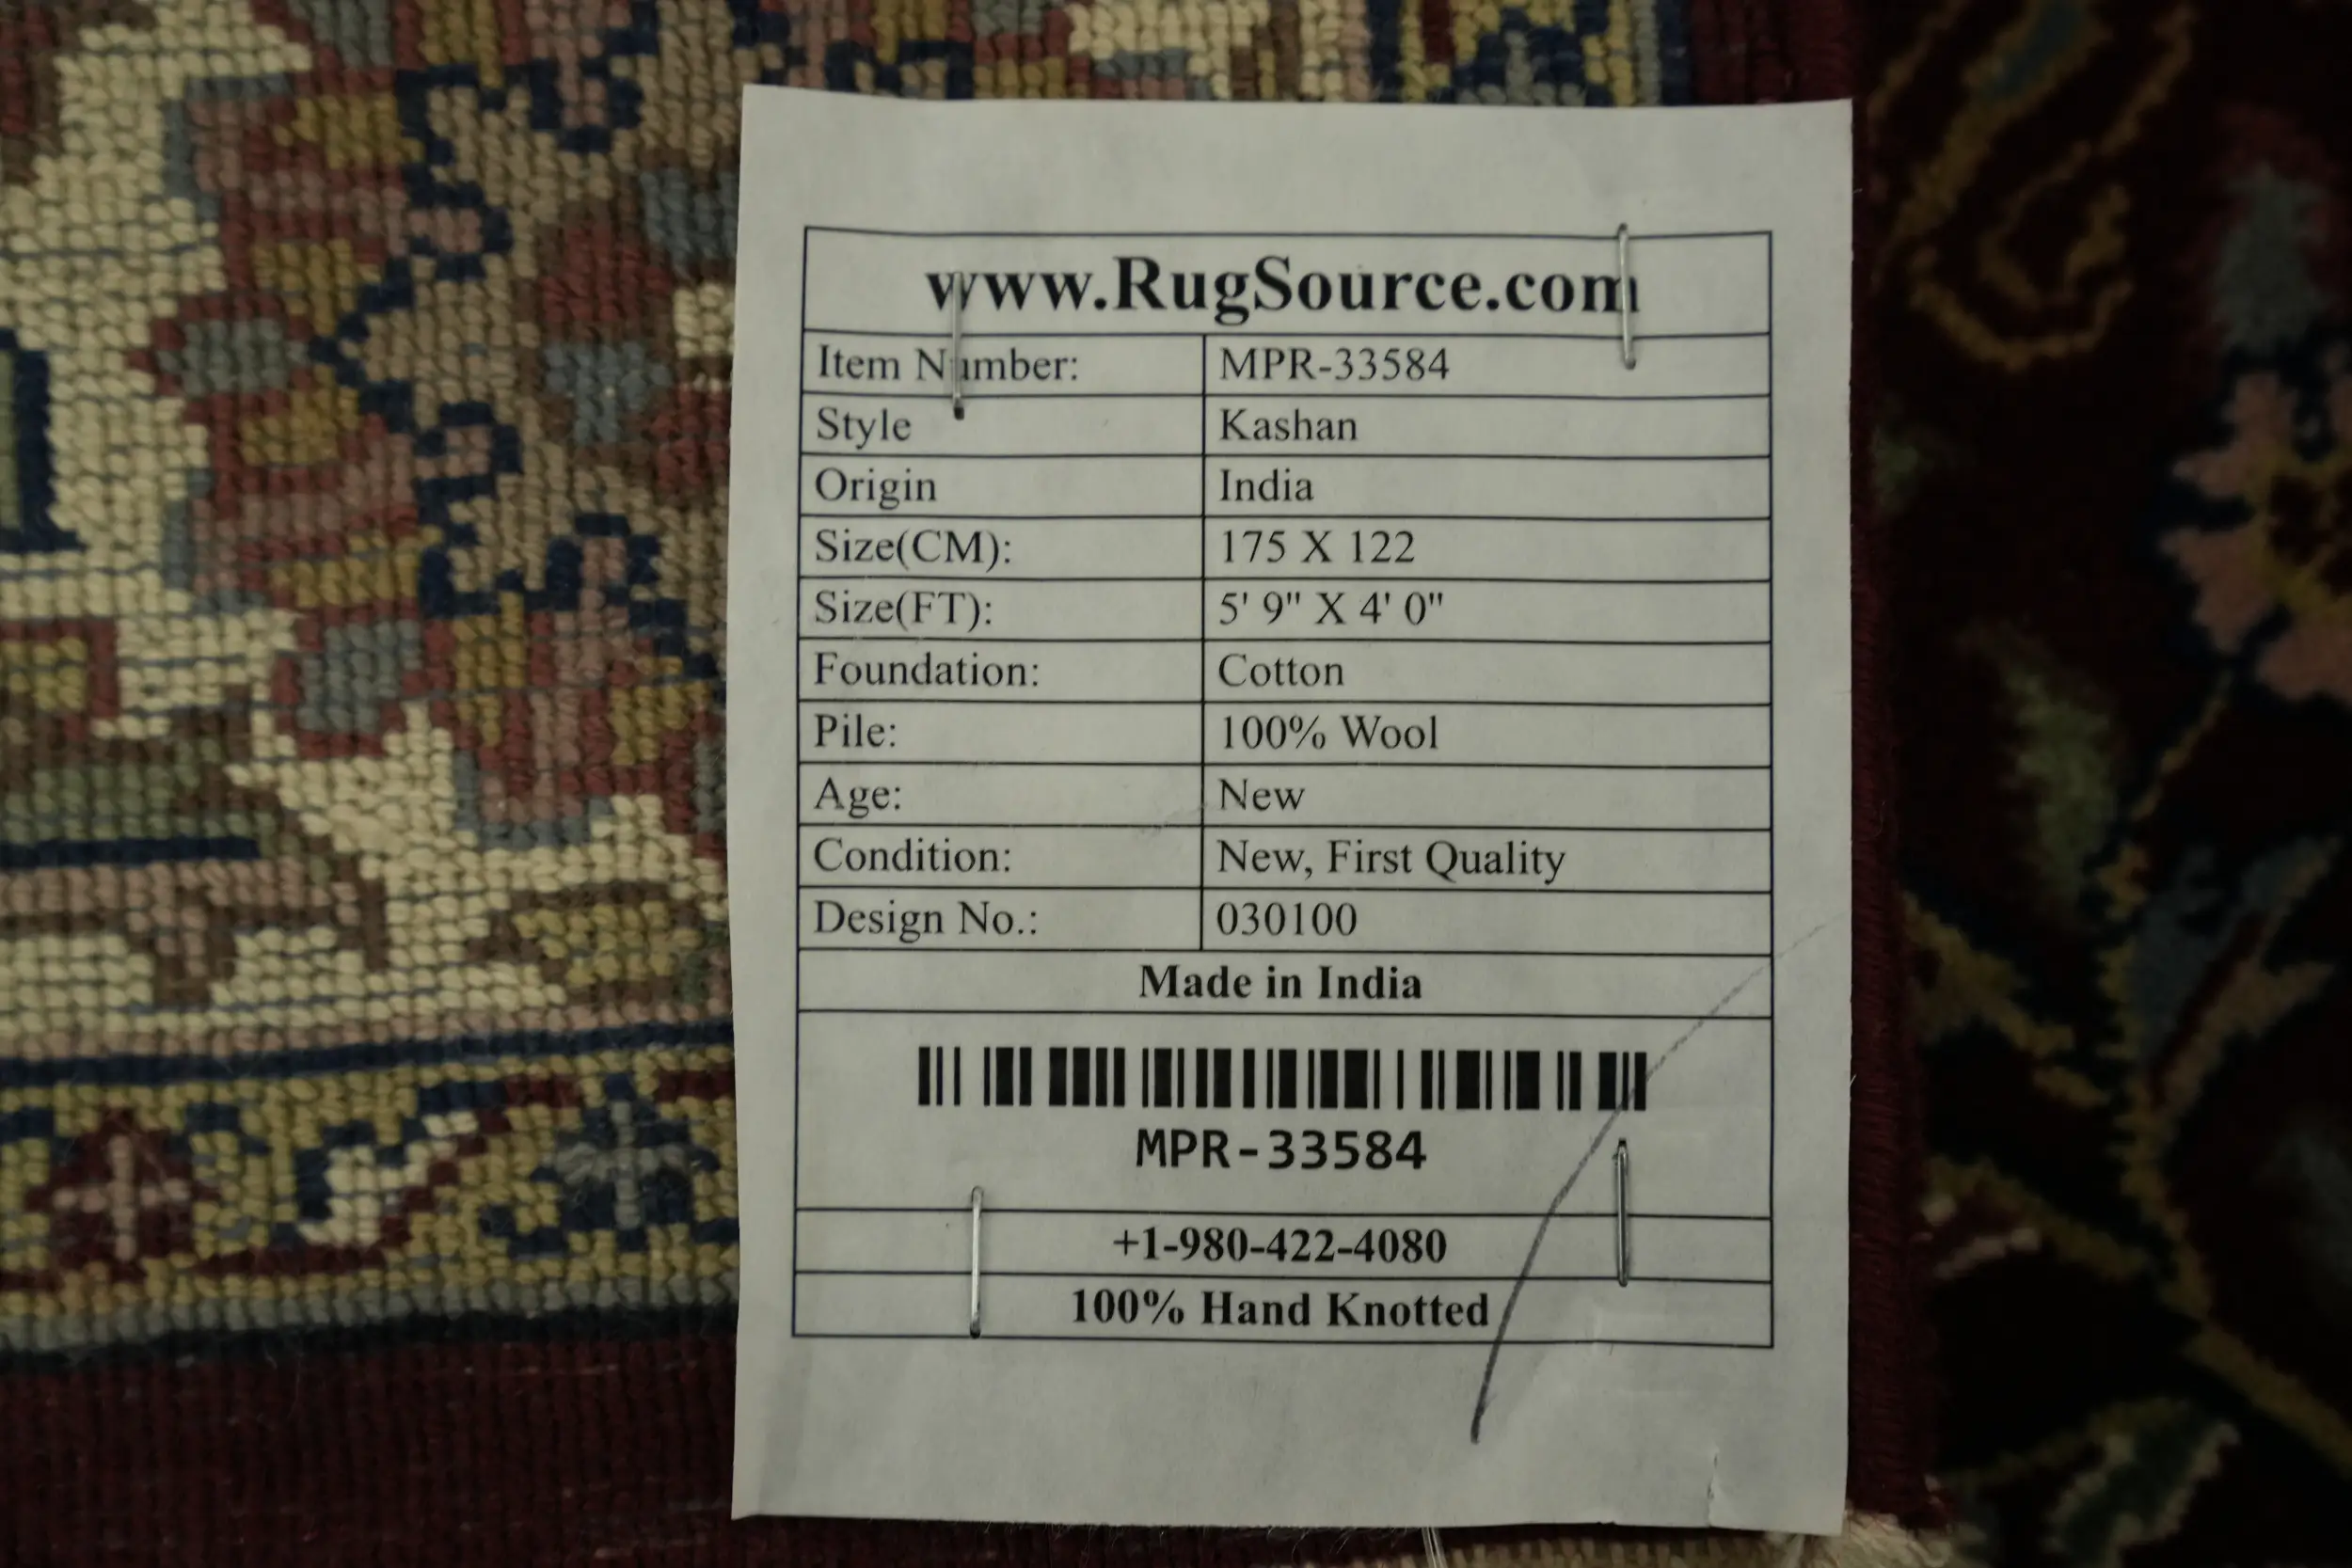 www.RugSource.com
Item Number: MPR-33584
Style Kashan
Origin India
Size(CM): 175 X 122
Size(FT): 5' 9" X 4' 0"
Foundation: Cotton
Pile: 100% Wool
Age: New
Condition: New, First Quality
Design No.: 030100
Made in India
MPR-33584
+1-980-422-4080
100% Hand Knotted